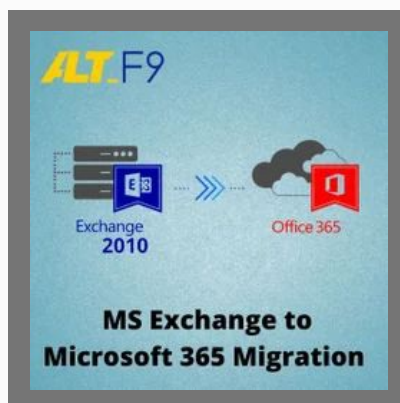 ALT_F9
E
Exchange
2010
Office 365
MS Exchange to
Microsoft 365 Migration